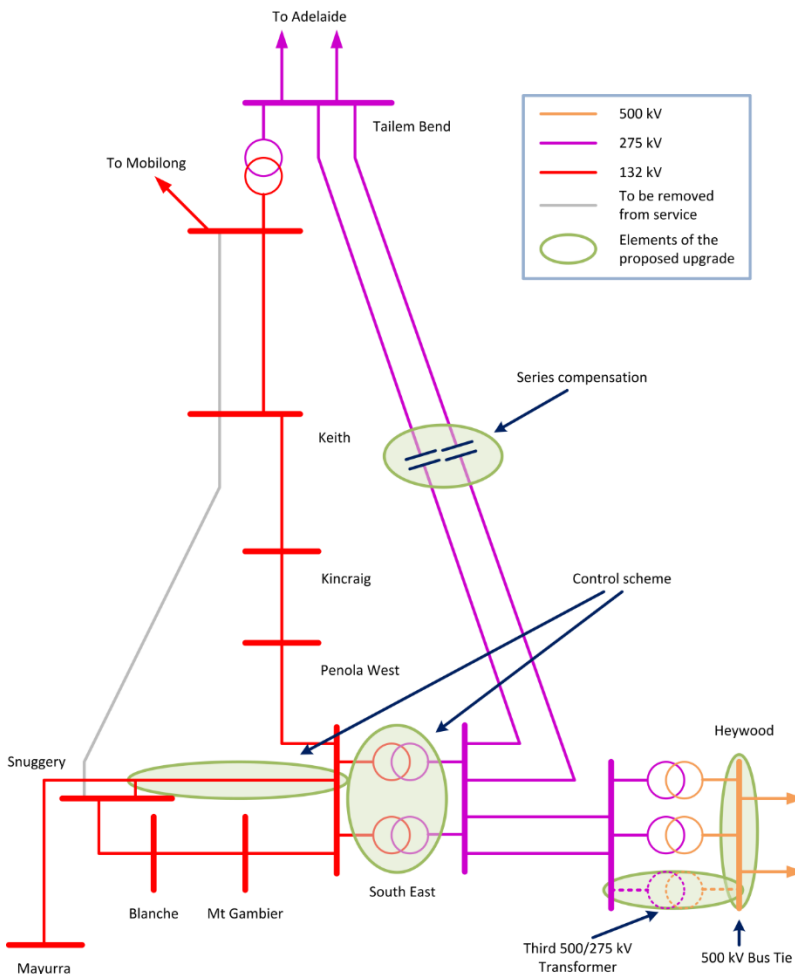 To Adelaide
Tailem Bend
To Mobilong
500 kV
275 kV
132 kV
To be removed
from service
Elements of the
proposed upgrade
Series compensation
Keith
Kincraig
Control scheme
Penola West
Heywood
Snuggery
South East
Blanche
Mt Gambier
Third 500/275 kV
Transformer
500 kV Bus Tie
Mayurra